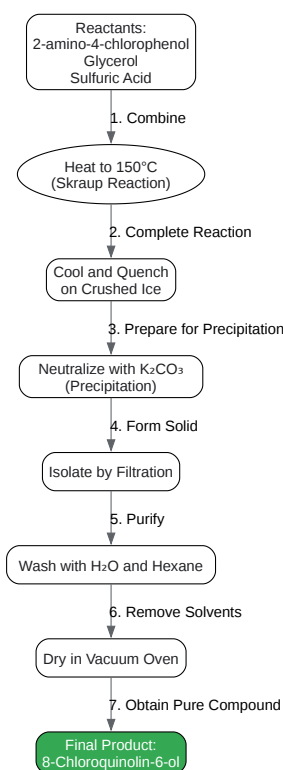 Reactants:
2-amino-4-chlorophenol
Glycerol
Sulfuric Acid
1. Combine
Heat to 150°C
(Skraup Reaction)
2. Complete Reaction
Cool and Quench
on Crushed Ice
3. Prepare for Precipitation
Neutralize with K₂CO₃
(Precipitation)
4. Form Solid
Isolate by Filtration
5. Purify
Wash with H₂O and Hexane
6. Remove Solvents
Dry in Vacuum Oven
7. Obtain Pure Compound
Final Product:
8-Chloroquinolin-6-ol